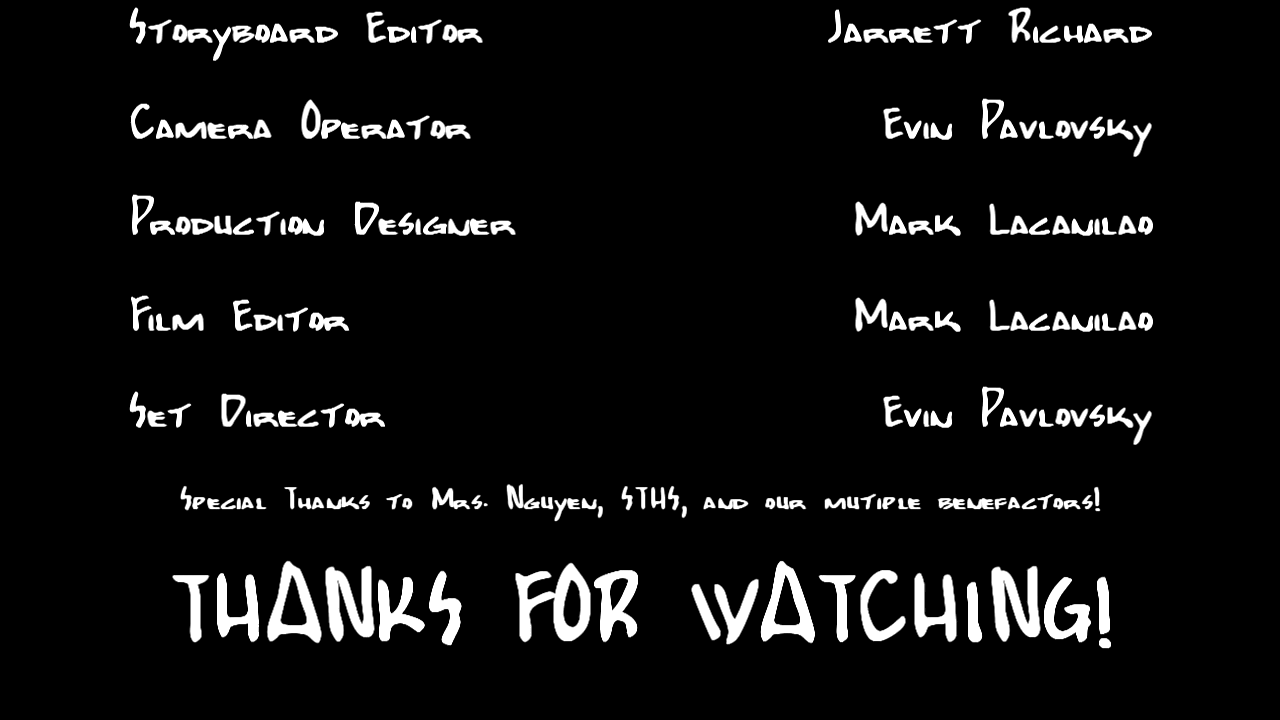 Storyboard Editor Jarrett Richard
Camera Operator Evin Pavlovsky
Production Designer Mark Lacanilao
Film Editor Mark Lacanilao
Set Director Evin Pavlovsky
Special Thanks to Mrs. Nguyen, STHS, and our mutiple benefactors!
THANKS FOR WATCHING!